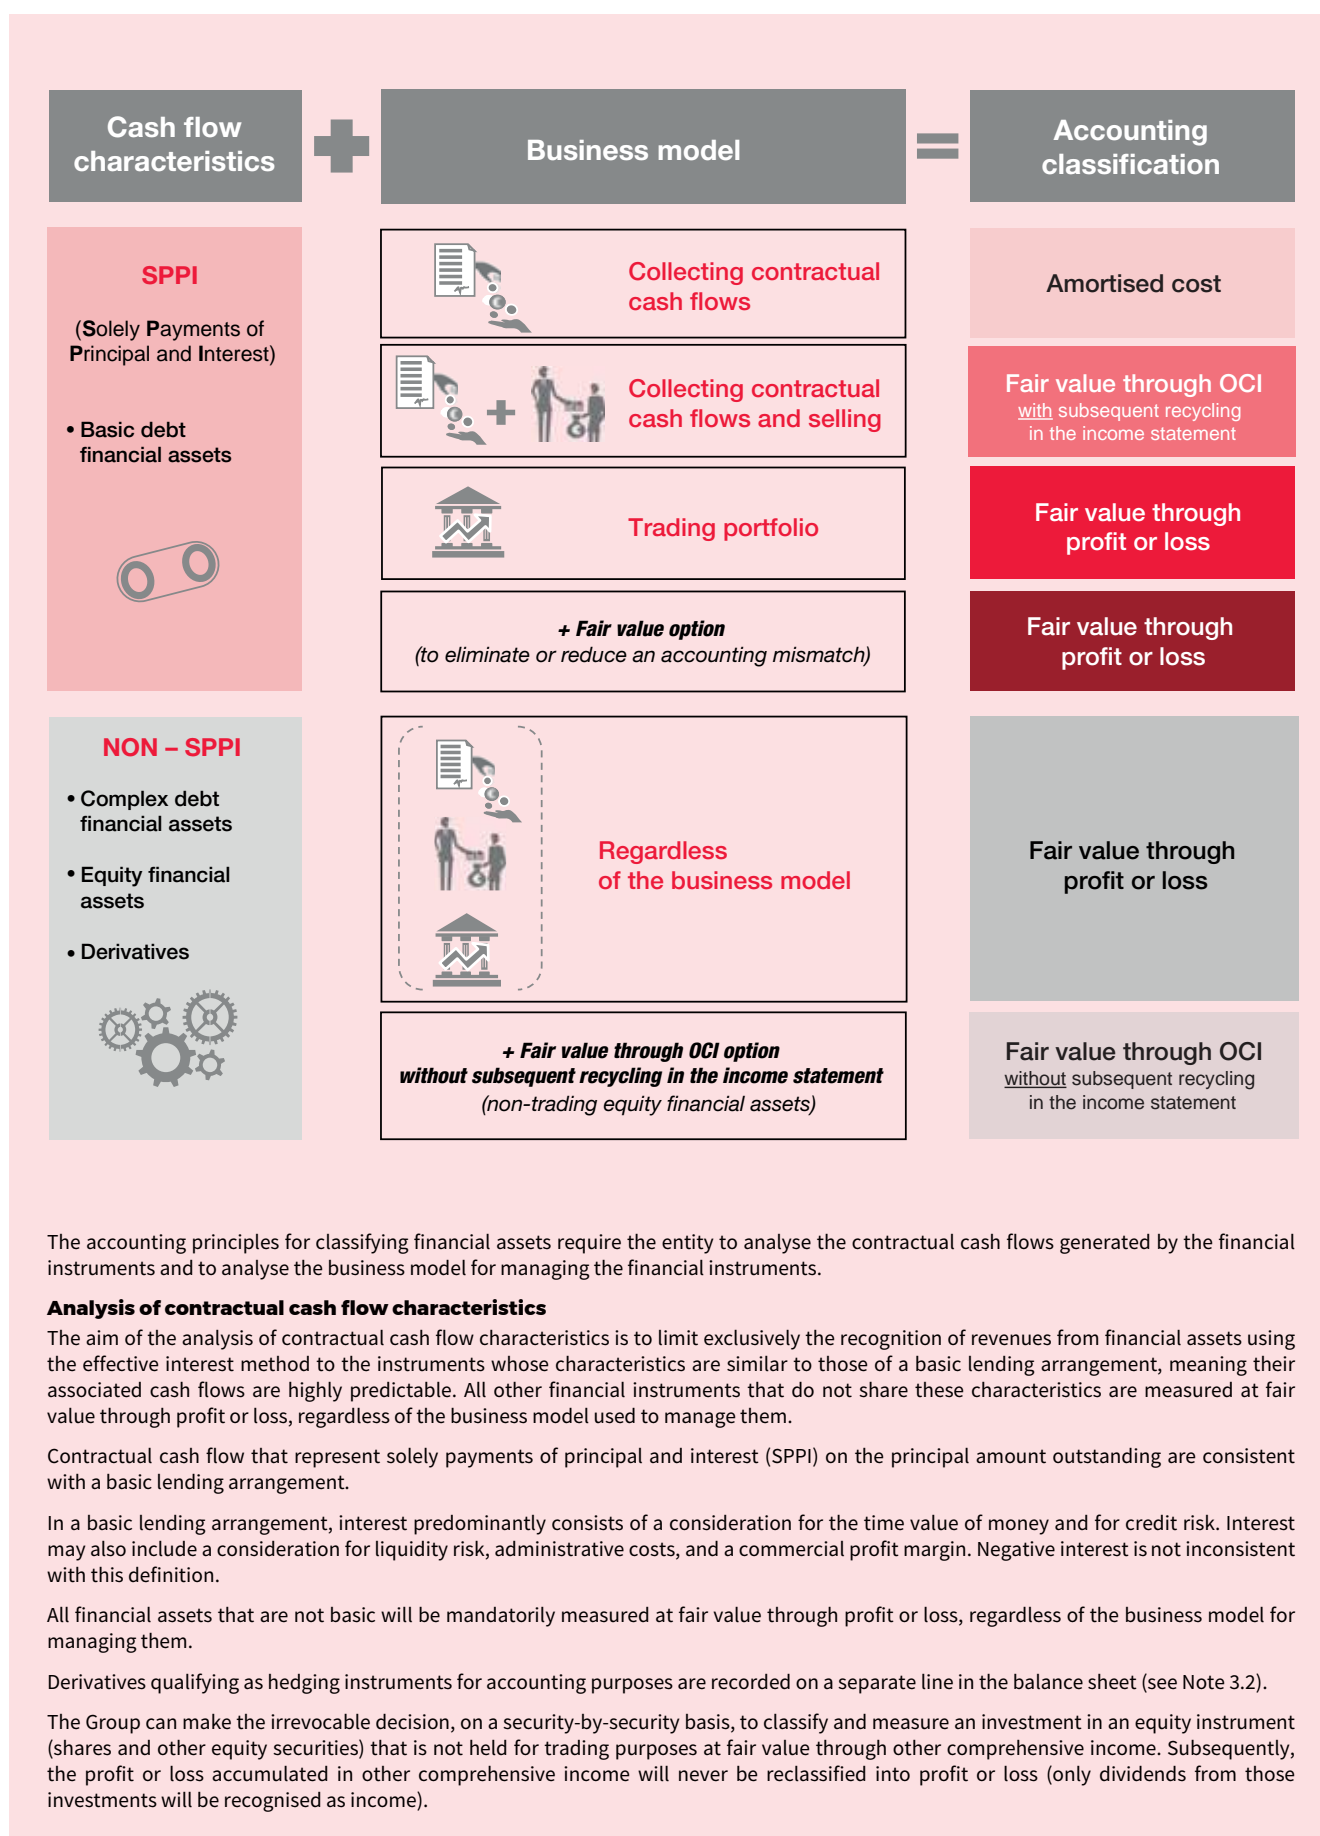 Cash flow
characteristics
Business model
Accounting
classification
SPPI
(Solely Payments of
Principal and Interest)
• Basic debt
financial assets
Collecting contractual
cash flows
Amortised cost
Collecting contractual
cash flows and selling
Fair value through OCI
with subsequent recycling
in the income statement
Trading portfolio
Fair value through
profit or loss
+ Fair value option
(to eliminate or reduce an accounting mismatch)
Fair value through
profit or loss
NON – SPPI
• Complex debt
financial assets
• Equity financial
assets
• Derivatives
Regardless
of the business model
Fair value through
profit or loss
+ Fair value through OCI option
without subsequent recycling in the income statement
(non-trading equity financial assets)
Fair value through OCI
without subsequent recycling
in the income statement
The accounting principles for classifying financial assets require the entity to analyse the contractual cash flows generated by the financial
instruments and to analyse the business model for managing the financial instruments.
Analysis of contractual cash flow characteristics
The aim of the analysis of contractual cash flow characteristics is to limit exclusively the recognition of revenues from financial assets using
the effective interest method to the instruments whose characteristics are similar to those of a basic lending arrangement, meaning their
associated cash flows are highly predictable. All other financial instruments that do not share these characteristics are measured at fair
value through profit or loss, regardless of the business model used to manage them.
Contractual cash flow that represent solely payments of principal and interest (SPPI) on the principal amount outstanding are consistent
with a basic lending arrangement.
In a basic lending arrangement, interest predominantly consists of a consideration for the time value of money and for credit risk. Interest
may also include a consideration for liquidity risk, administrative costs, and a commercial profit margin. Negative interest is not inconsistent
with this definition.
All financial assets that are not basic will be mandatorily measured at fair value through profit or loss, regardless of the business model for
managing them.
Derivatives qualifying as hedging instruments for accounting purposes are recorded on a separate line in the balance sheet (see Note 3.2).
The Group can make the irrevocable decision, on a security-by-security basis, to classify and measure an investment in an equity instrument
(shares and other equity securities) that is not held for trading purposes at fair value through other comprehensive income. Subsequently,
the profit or loss accumulated in other comprehensive income will never be reclassified into profit or loss (only dividends from those
investments will be recognised as income).